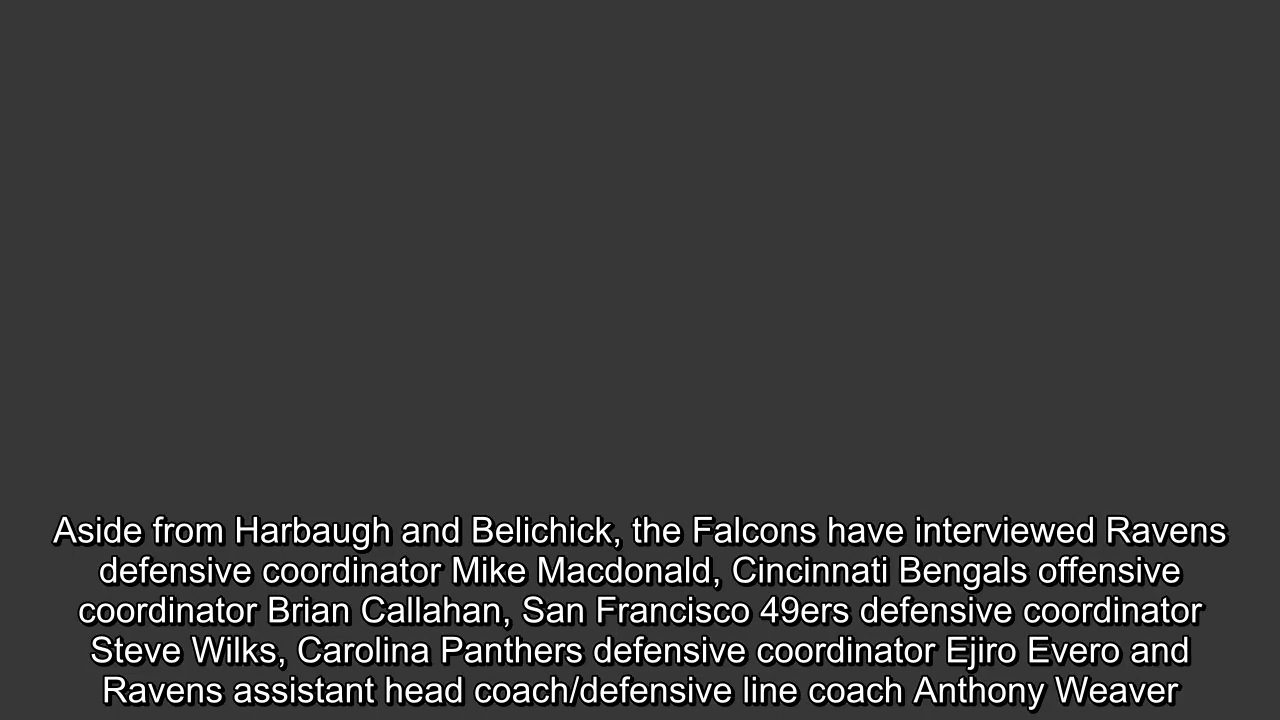 Aside from Harbaugh and Belichick, the Falcons have interviewed Ravens
defensive coordinator Mike Macdonald, Cincinnati Bengals offensive
coordinator Brian Callahan, San Francisco 49ers defensive coordinator
Steve Wilks, Carolina Panthers defensive coordinator Ejiro Evero and
Ravens assistant head coach/defensive line coach Anthony Weaver